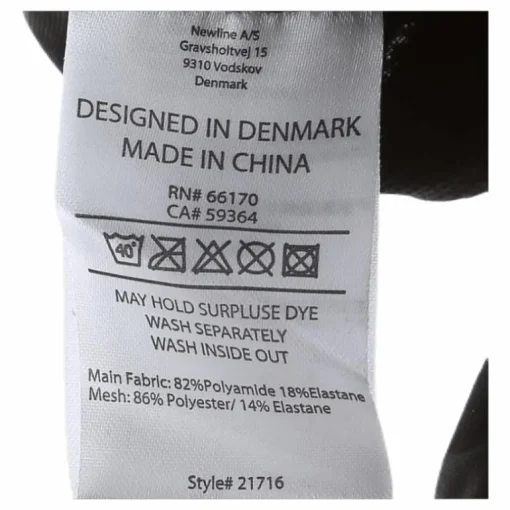 Newline A/S
Gravsholtvej 15
9310 Vodskov
Denmark
DESIGNED IN DENMARK
MADE IN CHINA
RN# 66170
CA# 59364
40°
MAY HOLD SURPLUSE DYE
WASH SEPARATELY
WASH INSIDE OUT
Main Fabric: 82%Polyamide 18%Elastane
Mesh: 86% Polyester/ 14% Elastane
Style# 21716